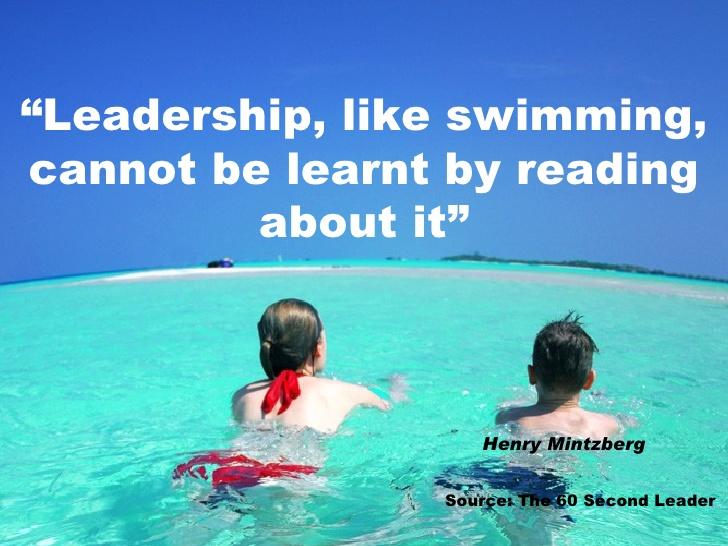 “Leadership, like swimming,
cannot be learnt by reading
about it”
Henry Mintzberg
Source: The 60 Second Leader